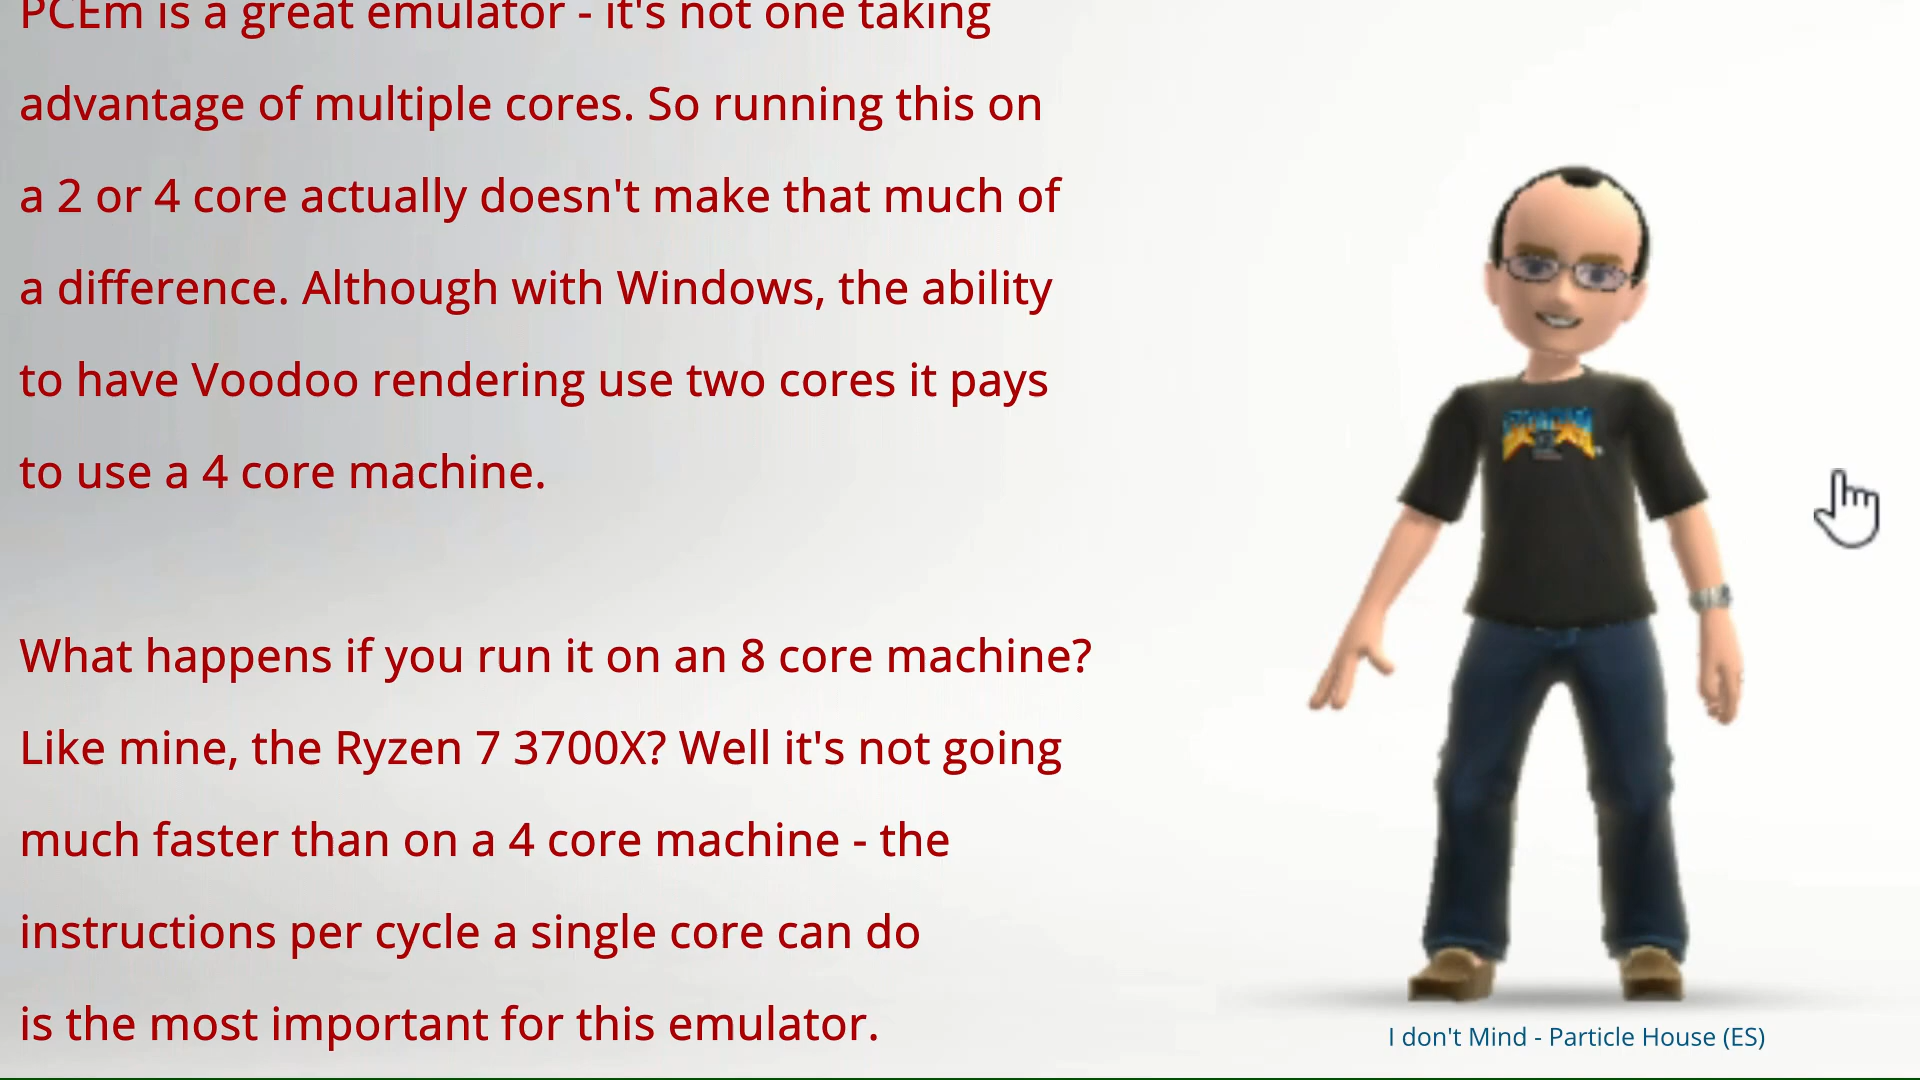 PCEm is a great emulator - it's not one taking
advantage of multiple cores. So running this on
a 2 or 4 core actually doesn't make that much of
a difference. Although with Windows, the ability
to have Voodoo rendering use two cores it pays
to use a 4 core machine.
What happens if you run it on an 8 core machine?
Like mine, the Ryzen 7 3700X? Well it's not going
much faster than on a 4 core machine - the
instructions per cycle a single core can do
is the most important for this emulator.
I don't Mind - Particle House (ES)